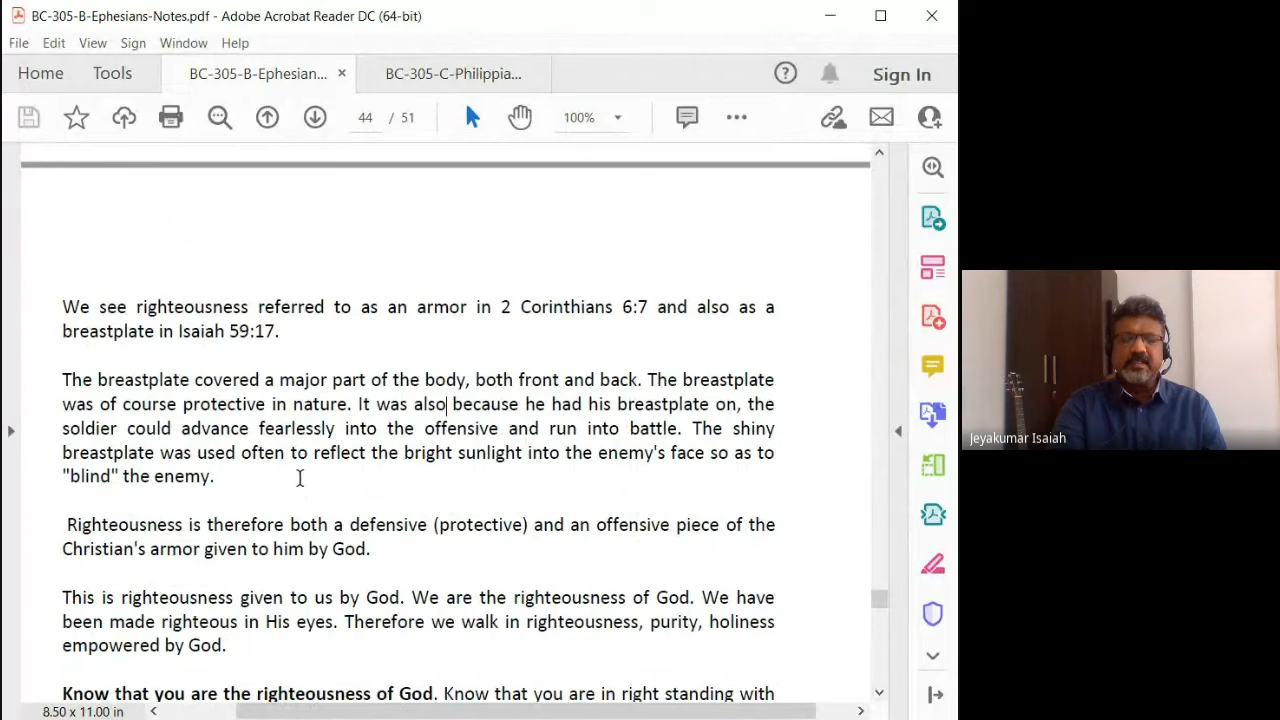 BC-305-B-Ephesians-Notes.pdf - Adobe Acrobat Reader DC (64-bit)
File Edit View Sign Window Help
Home Tools BC-305-B-Ephesian... BC-305-C-Philippia... Sign In
44 / 51 100%
We see righteousness referred to as an armor in 2 Corinthians 6:7 and also as a
breastplate in Isaiah 59:17.
The breastplate covered a major part of the body, both front and back. The breastplate
was of course protective in nature. It was also because he had his breastplate on, the
soldier could advance fearlessly into the offensive and run into battle. The shiny
breastplate was used often to reflect the bright sunlight into the enemy's face so as to
"blind" the enemy.
Righteousness is therefore both a defensive (protective) and an offensive piece of the
Christian's armor given to him by God.
This is righteousness given to us by God. We are the righteousness of God. We have
been made righteous in His eyes. Therefore we walk in righteousness, purity, holiness
empowered by God.
Know that you are the righteousness of God. Know that you are in right standing with
8.50 x 11.00 in
Jeyakumar Isaiah